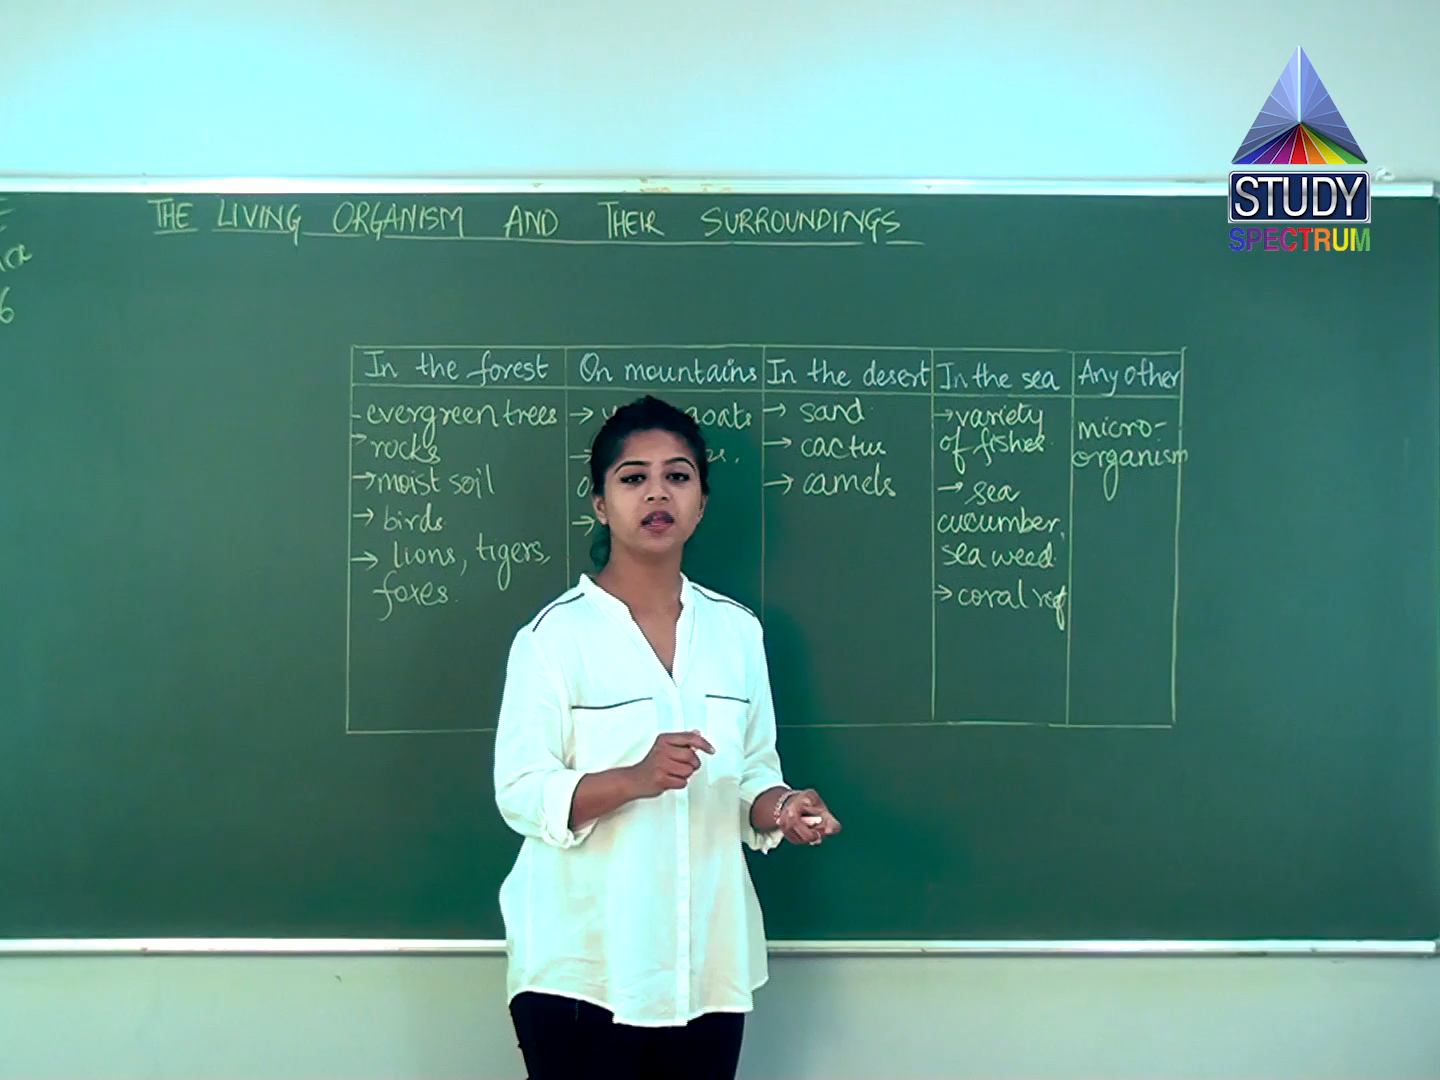 STUDY
SPECTRUM
THE LIVING ORGANISM AND THEIR SURROUNDINGS
6
In the forest
-evergreen trees
→rocks
→moist soil
→ birds
→ lions, tigers,
foxes.
On mountains
→ goats
→
→
In the desert
→ sand
→ cactus
→ camels
In the sea
→variety
of fishes
→ sea
cucumber,
sea weed
→ coral reef
Any other
micro-
organism